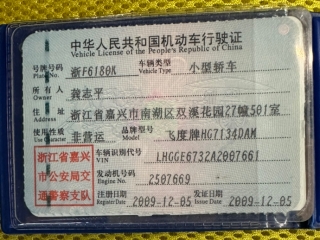 中华人民共和国机动车行驶证
Vehicle License of the People's Republic of China
号牌号码 浙F6180K 车辆类型 小型轿车
Plate No. Vehicle Type
所有人 龚志平
Owner
住址 浙江省嘉兴市南湖区双溪花园27幢501室
使用性质 非营运 品牌型号 飞度牌HG7134DAM
Use Character Model
浙江省嘉兴 车辆识别代号 LHGGE6732A2007661
VIN
市公安局交 发动机号码 2507669
Engine No.
通警察支队 注册日期 2009-12-05 发证日期 2009-12-05
Register Date Issue Date